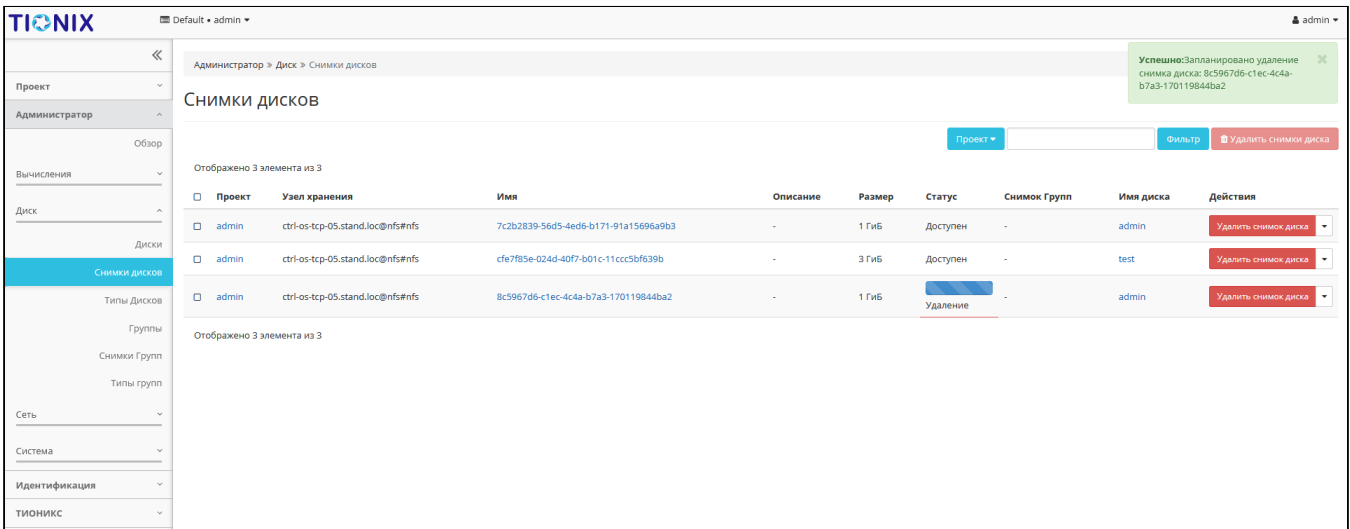 TIONIX
Default • admin
admin
Администратор » Диск » Снимки дисков
Успешно:Запланировано удаление
снимка диска: 8c5967d6-c1ec-4c4a-
b7a3-170119844ba2
Проект
Администратор
Обзор
Вычисления
Диск
Диски
Снимки дисков
Типы Дисков
Группы
Снимки Групп
Типы групп
Сеть
Система
Идентификация
ТИОНИКС
Снимки дисков
Проект Фильтр Удалить снимки диска
Отображено 3 элемента из 3
Проект Узел хранения Имя Описание Размер Статус Снимок Групп Имя диска Действия
admin ctrl-os-tcp-05.stand.loc@nfs#nfs 7c2b2839-56d5-4ed6-b171-91a15696a9b3 - 1 ГиБ Доступен - admin Удалить снимок диска
admin ctrl-os-tcp-05.stand.loc@nfs#nfs cfe7f85e-024d-40f7-b01c-11ccc5bf639b - 3 ГиБ Доступен - test Удалить снимок диска
admin ctrl-os-tcp-05.stand.loc@nfs#nfs 8c5967d6-c1ec-4c4a-b7a3-170119844ba2 - 1 ГиБ Удаление - admin Удалить снимок диска
Отображено 3 элемента из 3